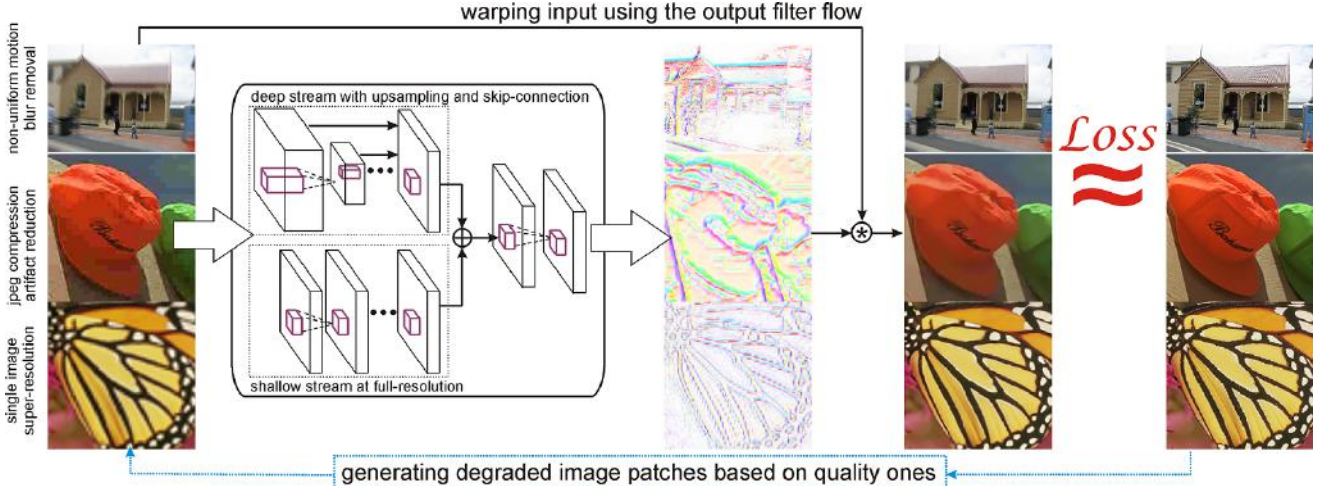 warping input using the output filter flow
non-uniform motion
blur removal
deep stream with upsampling and skip-connection
Loss
jpeg compression
artifact reduction
single image
super-resolution
shallow stream at full-resolution
generating degraded image patches based on quality ones